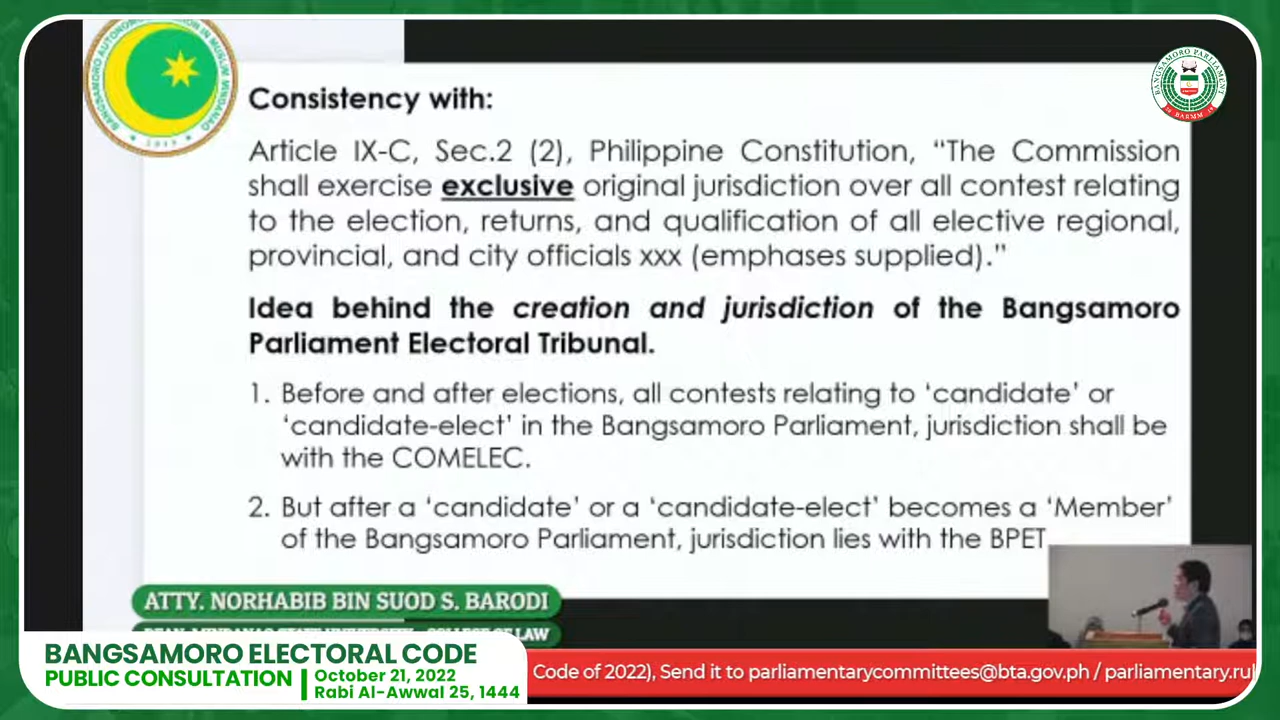 BANGSAMORO PARLIAMENT
BARMM
Consistency with:
Article IX-C, Sec.2 (2), Philippine Constitution, “The Commission
shall exercise exclusive original jurisdiction over all contest relating
to the election, returns, and qualification of all elective regional,
provincial, and city officials xxx (emphases supplied).”
Idea behind the creation and jurisdiction of the Bangsamoro
Parliament Electoral Tribunal.
1. Before and after elections, all contests relating to ‘candidate’ or
‘candidate-elect’ in the Bangsamoro Parliament, jurisdiction shall be
with the COMELEC.
2. But after a ‘candidate’ or a ‘candidate-elect’ becomes a ‘Member’
of the Bangsamoro Parliament, jurisdiction lies with the BPET
ATTY. NORHABIB BIN SUOD S. BARODI
COLLEGE OF LAW
BANGSAMORO ELECTORAL CODE
PUBLIC CONSULTATION
October 21, 2022
Rabi Al-Awwal 25, 1444
Code of 2022), Send it to parliamentarycommittees@bta.gov.ph / parliamentary.ru